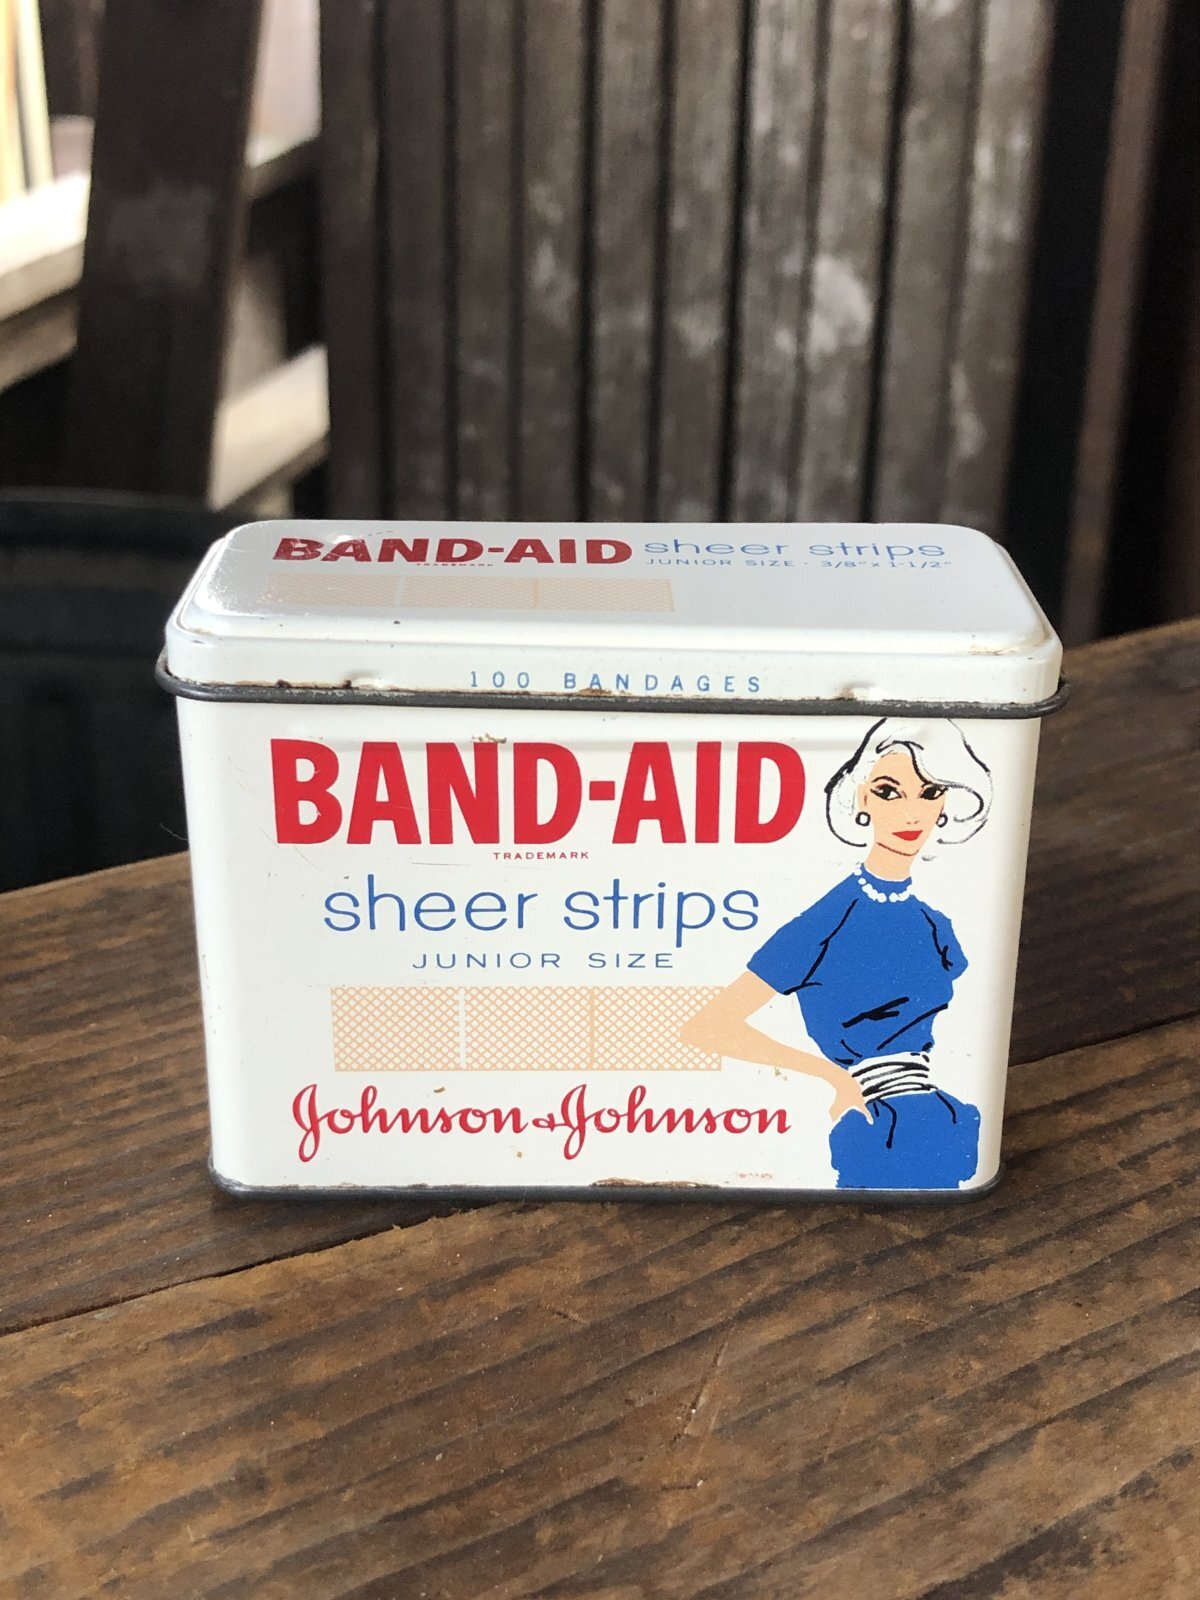 BAND-AID sheer strips
TRADEMARK JUNIOR SIZE · 3/8" x 1-1/2"
100 BANDAGES
BAND-AID
TRADEMARK
sheer strips
JUNIOR SIZE
Johnson & Johnson